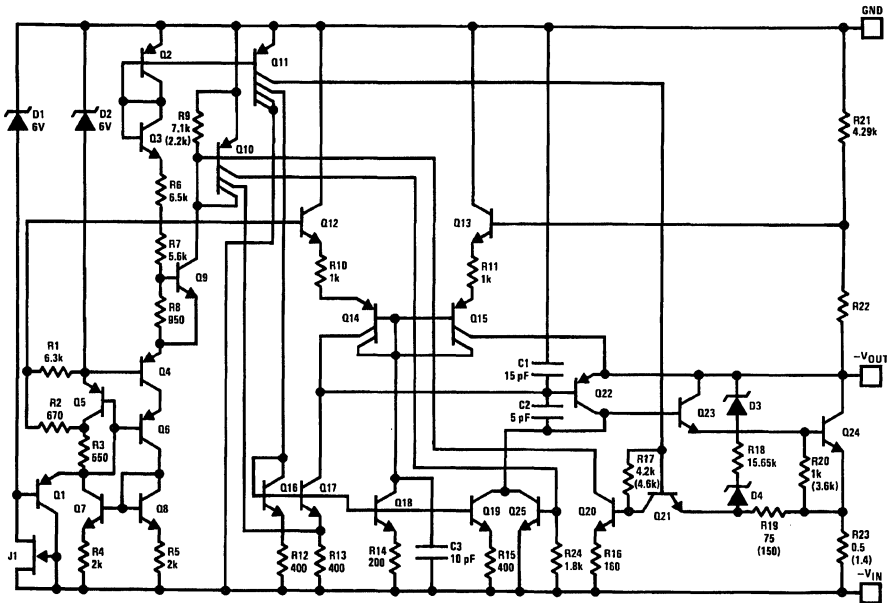 GND
Q2
Q11
D1
6V
D2
6V
R9
7.1k
(2.2k)
R21
4.29k
Q3
Q10
R6
6.5k
Q12
Q13
R7
5.6k
Q9
R10
1k
R11
1k
R22
R8
950
Q14
Q15
R1
6.3k
C1
15 pF
–VOUT
Q4
Q5
Q22
R2
670
C2
5 pF
Q23
D3
Q24
Q6
R3
550
R18
15.65k
R17
4.2k
(4.6k)
R20
1k
(3.6k)
D4
Q1
Q16
Q17
Q7
Q8
Q18
Q19
Q25
Q20
Q21
R19
75
(150)
J1
R4
2k
R5
2k
R12
400
R13
400
R14
200
C3
10 pF
R15
400
R24
1.8k
R16
160
R23
0.5
(1.4)
–VIN